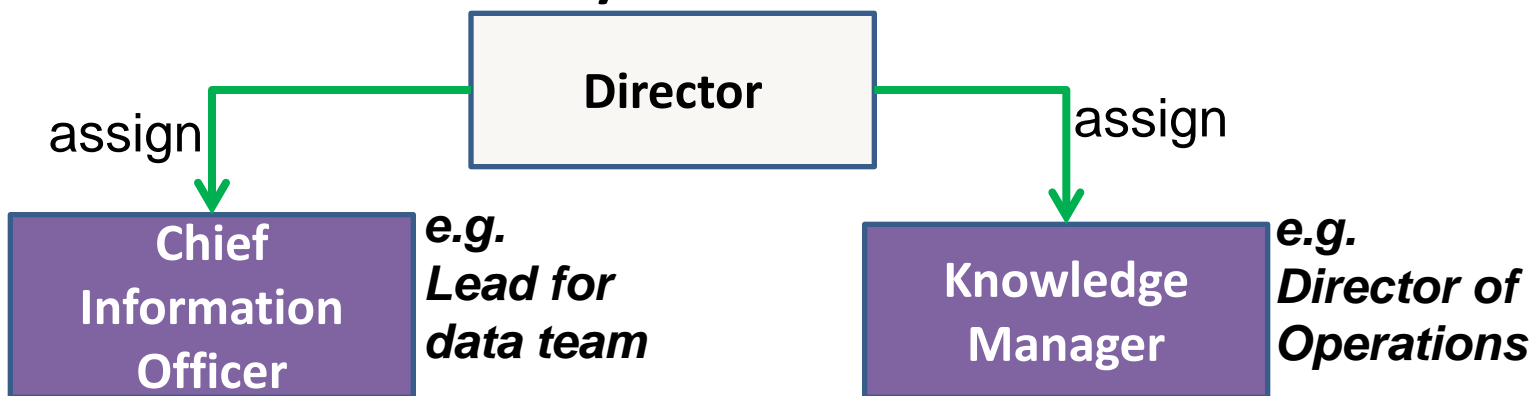 Director
assign
assign
Chief
Information
Officer
e.g.
Lead for
data team
Knowledge
Manager
e.g.
Director of
Operations